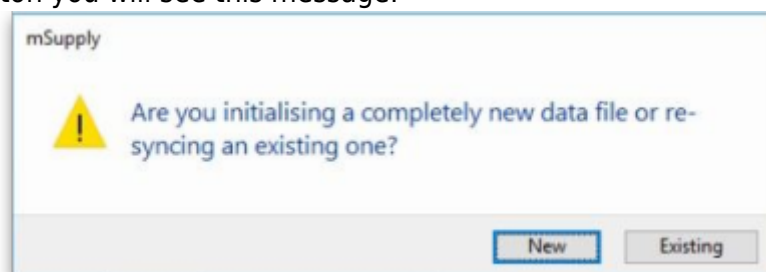 you will see this message:
mSupply
Are you initialising a completely new data file or re-
syncing an existing one?
New
Existing